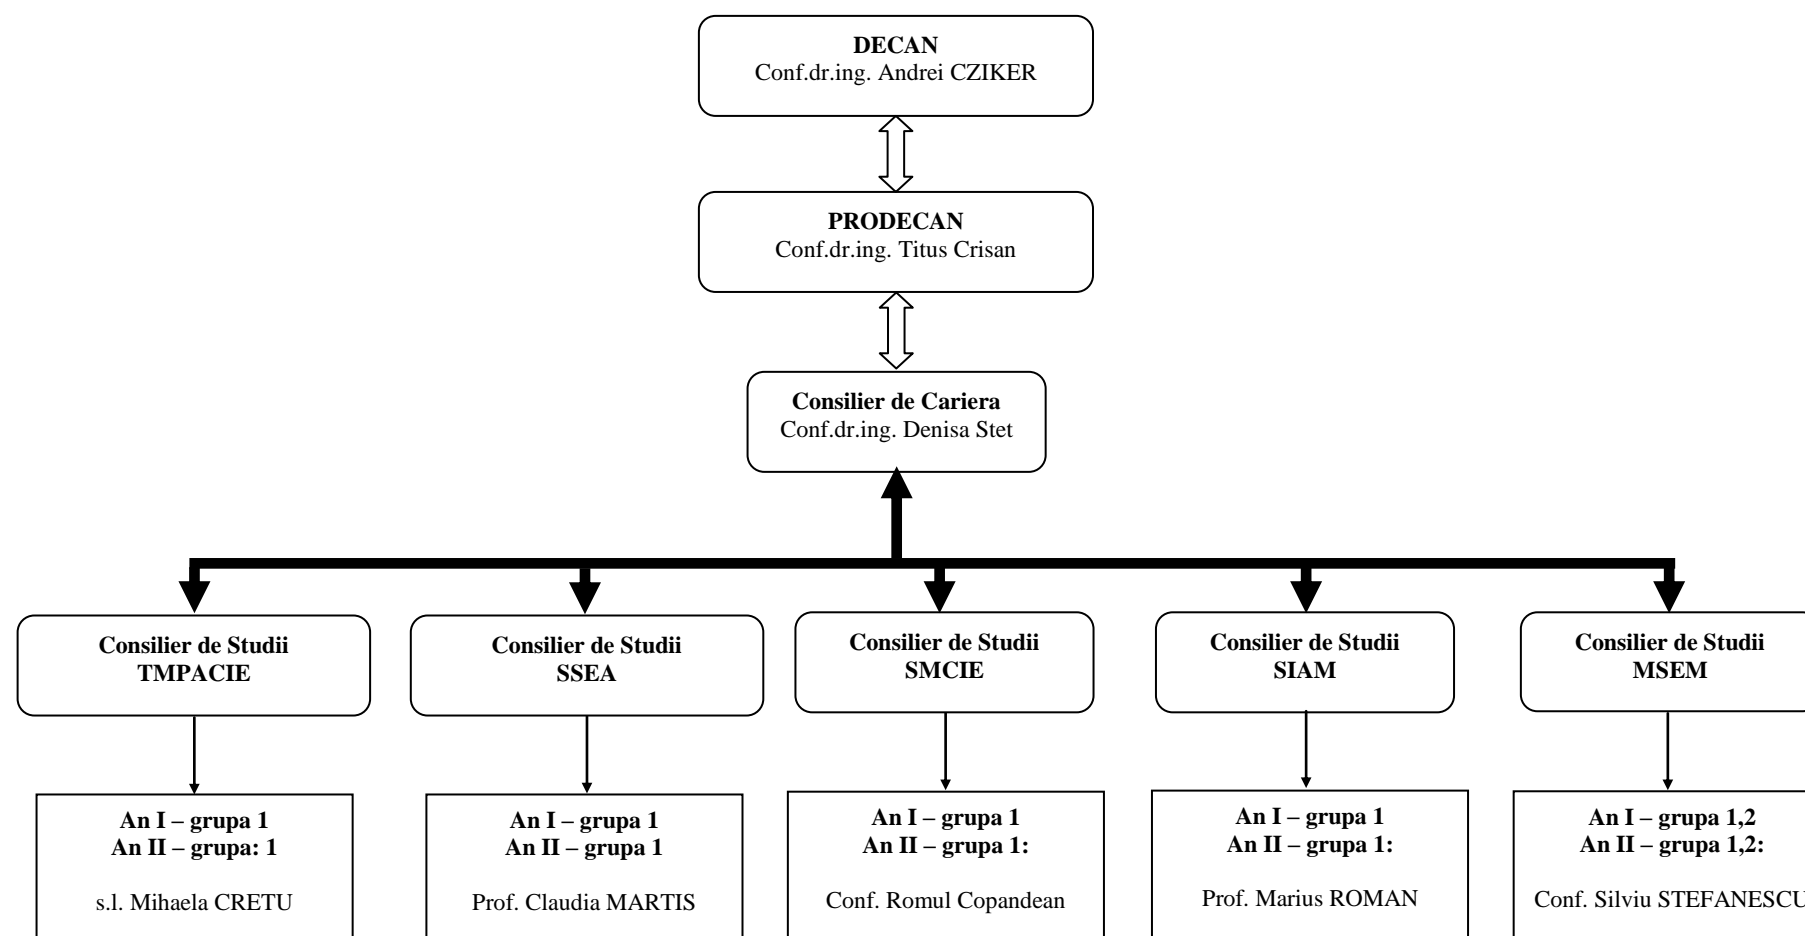 DECAN
Conf.dr.ing. Andrei CZIKER
PRODECAN
Conf.dr.ing. Titus Crisan
Consilier de Cariera
Conf.dr.ing. Denisa Stet
Consilier de Studii
TMPACIE
Consilier de Studii
SSEA
Consilier de Studii
SMCIE
Consilier de Studii
SIAM
Consilier de Studii
MSEM
An I – grupa 1
An II – grupa: 1
s.l. Mihaela CRETU
An I – grupa 1
An II – grupa 1
Prof. Claudia MARTIS
An I – grupa 1
An II – grupa 1:
Conf. Romul Copandean
An I – grupa 1
An II – grupa 1:
Prof. Marius ROMAN
An I – grupa 1,2
An II – grupa 1,2:
Conf. Silviu STEFANESCU